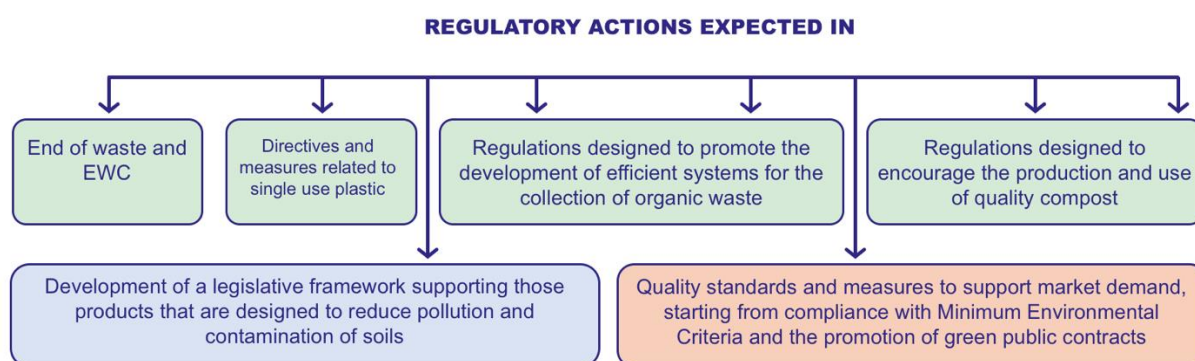 REGULATORY ACTIONS EXPECTED IN
End of waste and
EWC
Directives and
measures related to
single use plastic
Regulations designed to promote the
development of efficient systems for the
collection of organic waste
Regulations designed to
encourage the production and use
of quality compost
Development of a legislative framework supporting those
products that are designed to reduce pollution and
contamination of soils
Quality standards and measures to support market demand,
starting from compliance with Minimum Environmental
Criteria and the promotion of green public contracts